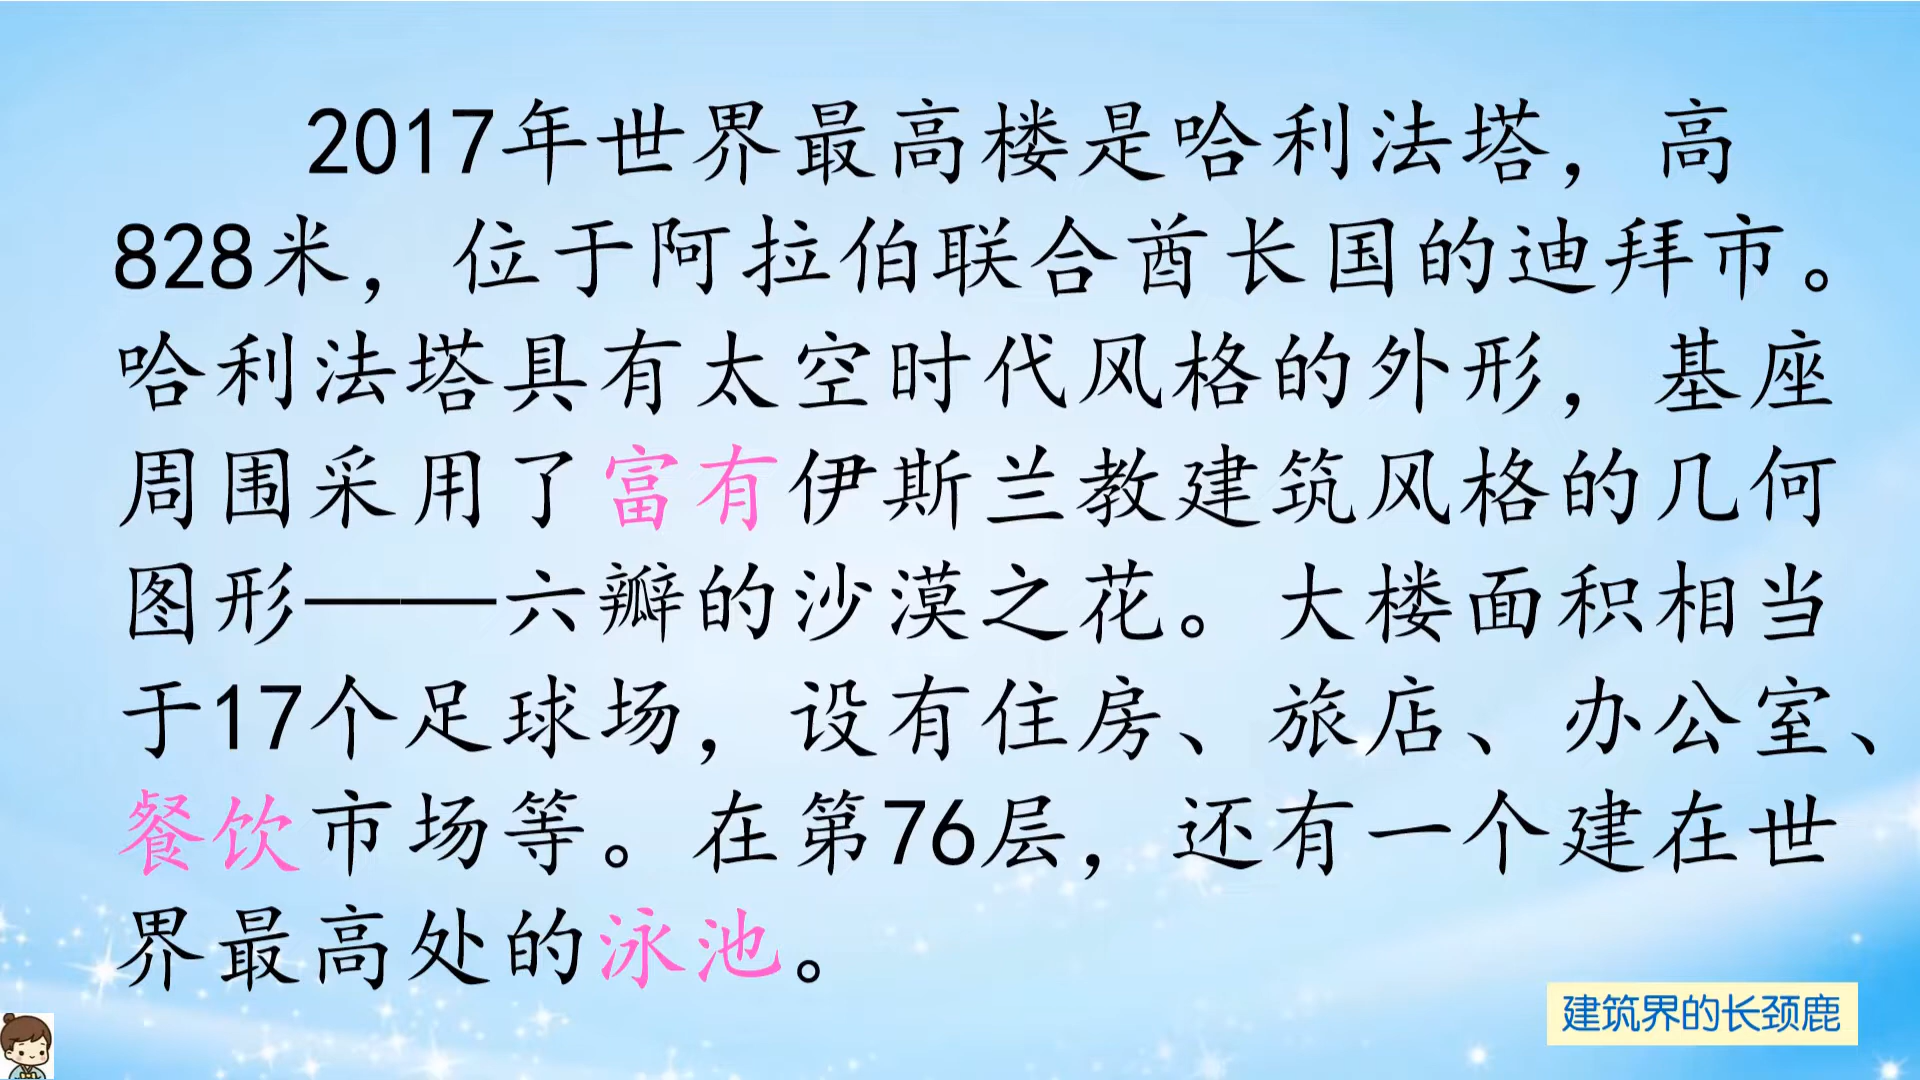 2017年世界最高楼是哈利法塔，高
828米，位于阿拉伯联合酋长国的迪拜市。
哈利法塔具有太空时代风格的外形，基座
周围采用了富有伊斯兰教建筑风格的几何
图形——六瓣的沙漠之花。大楼面积相当
于17个足球场，设有住房、旅店、办公室、
餐饮市场等。在第76层，还有一个建在世
界最高处的泳池。
建筑界的长颈鹿